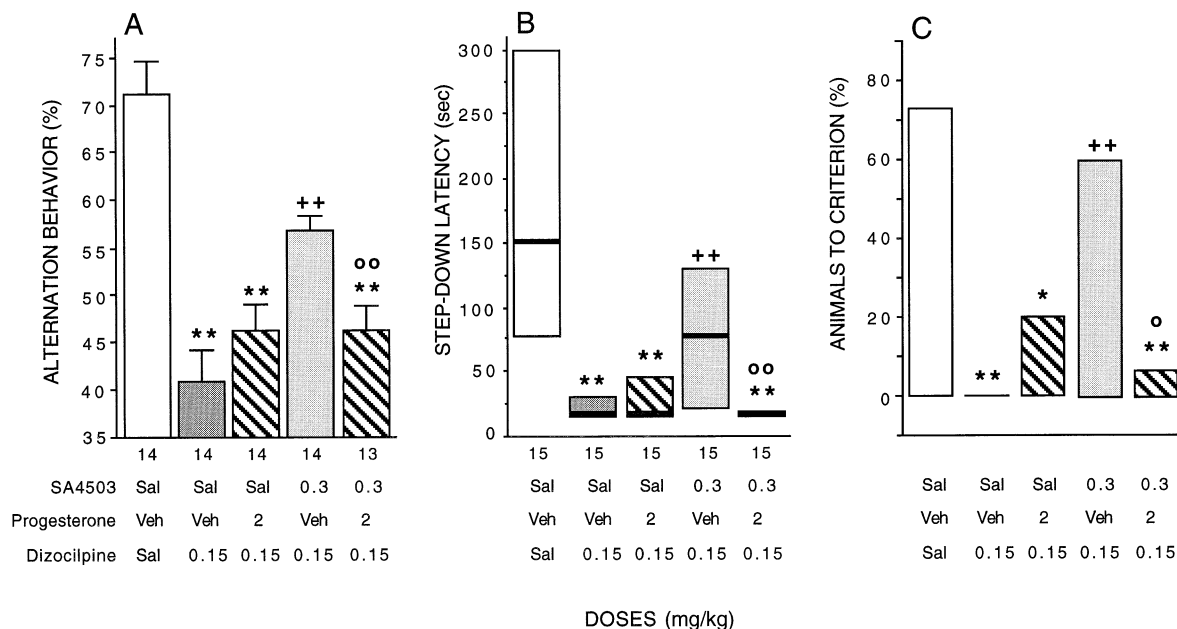 A
B
C
ALTERNATION BEHAVIOR (%)
75
70
65
60
55
50
45
40
35
**
**
++
oo
**
STEP-DOWN LATENCY (sec)
300
250
200
150
100
50
0
**
**
++
oo
**
ANIMALS TO CRITERION (%)
80
60
40
20
0
**
*
++
o
**
14 14 14 14 13
15 15 15 15 15
SA4503 Sal Sal Sal 0.3 0.3
Sal Sal Sal 0.3 0.3
Sal Sal Sal 0.3 0.3
Progesterone Veh Veh 2 Veh 2
Veh Veh 2 Veh 2
Veh Veh 2 Veh 2
Dizocilpine Sal 0.15 0.15 0.15 0.15
Sal 0.15 0.15 0.15 0.15
Sal 0.15 0.15 0.15 0.15
DOSES (mg/kg)